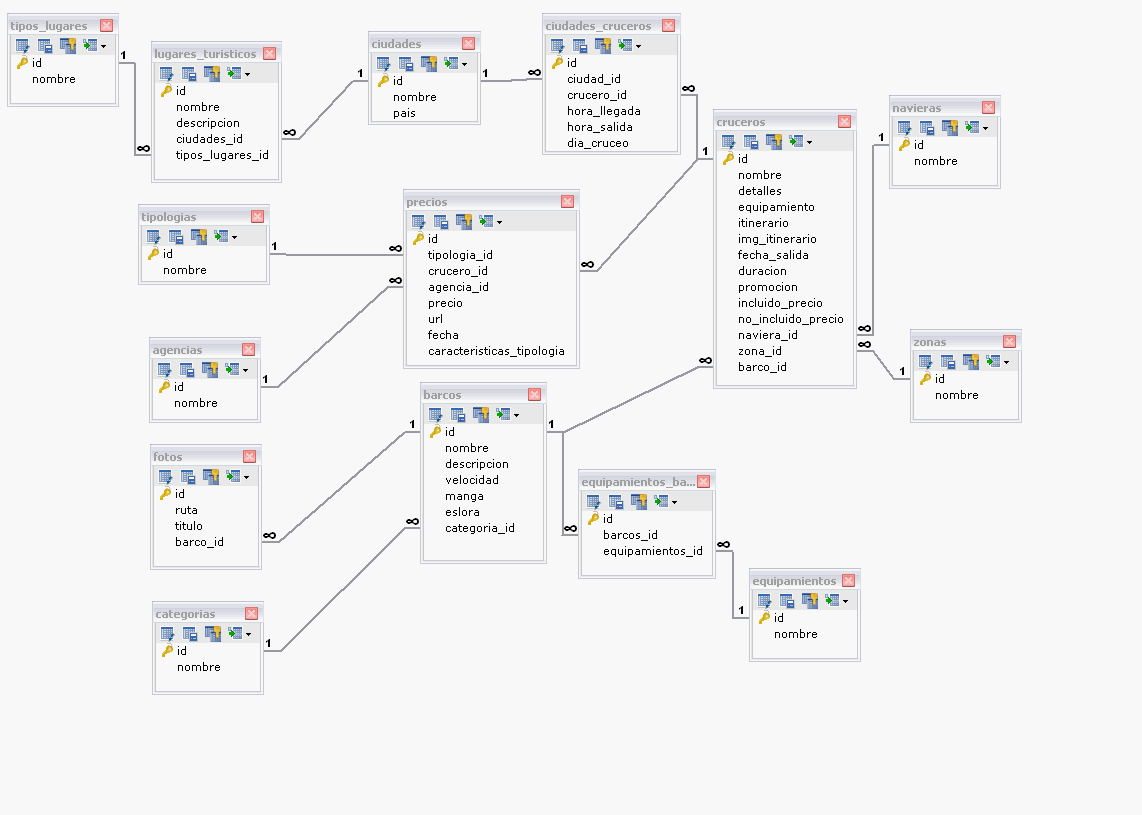 tipos_lugares
id
nombre
1
∞
lugares_turisticos
id
nombre
descripcion
ciudades_id
tipos_lugares_id
∞
1
ciudades
id
nombre
pais
1
∞
ciudades_cruceros
id
ciudad_id
crucero_id
hora_llegada
hora_salida
dia_cruceo
∞
1
cruceros
id
nombre
detalles
equipamiento
itinerario
img_itinerario
fecha_salida
duracion
promocion
incluido_precio
no_incluido_precio
naviera_id
zona_id
barco_id
navieras
id
nombre
1
∞
∞
1
zonas
id
nombre
tipologias
id
nombre
1
∞
precios
id
tipologia_id
crucero_id
agencia_id
precio
url
fecha
caracteristicas_tipologia
∞
∞
agencias
id
nombre
1
barcos
id
nombre
descripcion
velocidad
manga
eslora
categoria_id
1
∞
1
∞
fotos
id
ruta
titulo
barco_id
∞
equipamientos_ba...
id
barcos_id
equipamientos_id
∞
∞
1
equipamientos
id
nombre
categorias
id
nombre
1